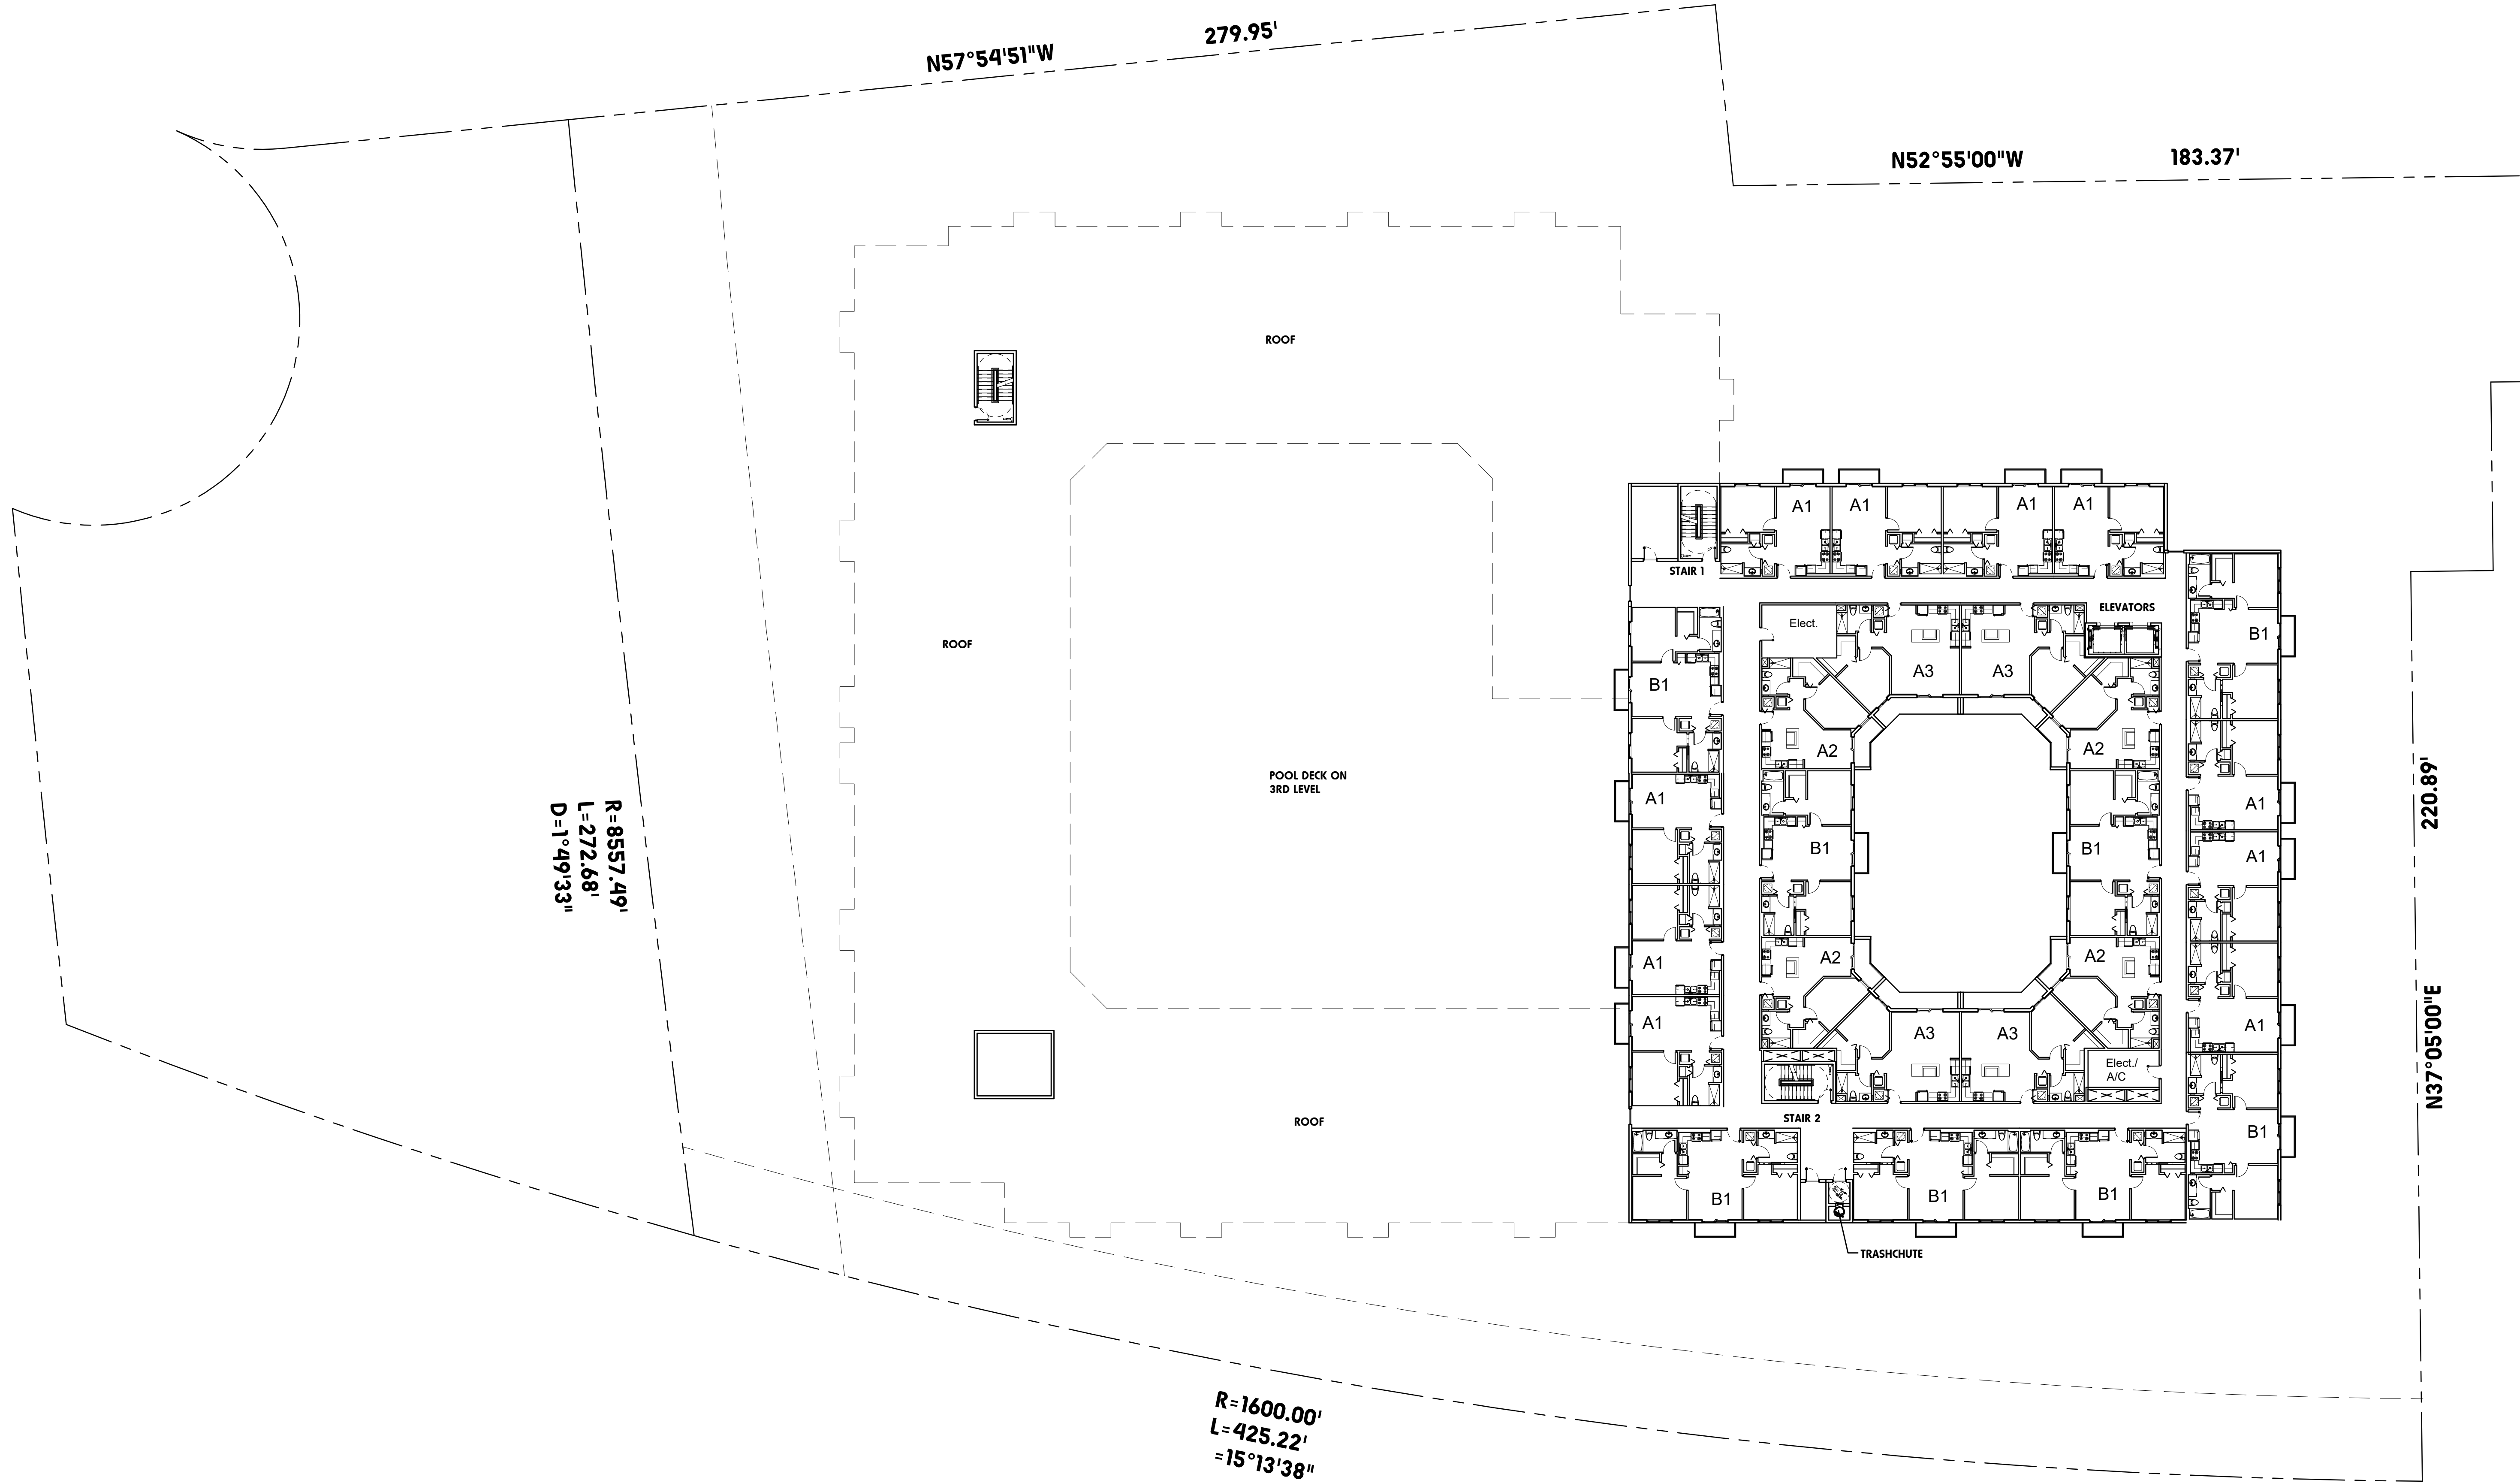 279.95'
N57°54'51"W
N52°55'00"W
183.37'
ROOF
A1
A1
A1
A1
STAIR 1
ELEVATORS
Elect.
B1
ROOF
A3
A3
B1
A2
A2
POOL DECK ON
3RD LEVEL
A1
A1
220.89'
R=8557.49'
L=272.68'
D=1°49'33"
B1
B1
A1
A1
A2
A2
A1
A1
A3
A3
A1
N37°05'00"E
Elect./
A/C
ROOF
STAIR 2
B1
B1
B1
B1
TRASHCHUTE
R=1600.00'
L=425.22'
=15°13'38"